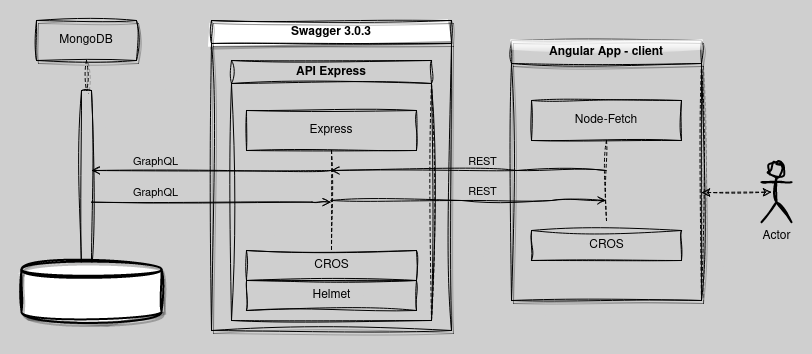 MongoDB
Swagger 3.0.3
API Express
Express
GraphQL
GraphQL
CROS
Helmet
REST
REST
Angular App - client
Node-Fetch
CROS
Actor